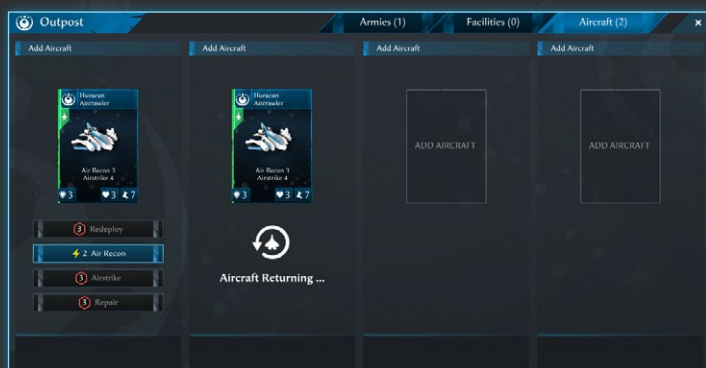 Outpost
Armies (1)
Facilities (0)
Aircraft (2)
×
Add Aircraft
Add Aircraft
Add Aircraft
Add Aircraft
Huracan
Aircrawler
Air Recon 3
Airstrike 4
3 3 7
3 Redeploy
2 Air Recon
3 Airstrike
3 Repair
Huracan
Aircrawler
Air Recon 3
Airstrike 4
3 3 7
Aircraft Returning ...
ADD AIRCRAFT
ADD AIRCRAFT